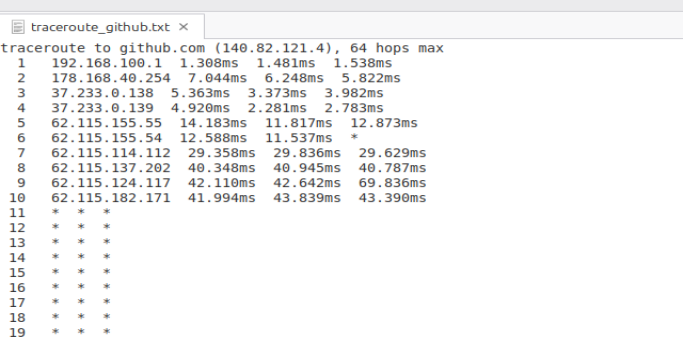 traceroute_github.txt ×
traceroute to github.com (140.82.121.4), 64 hops max
1 192.168.100.1 1.308ms 1.481ms 1.538ms
2 178.168.40.254 7.044ms 6.248ms 5.822ms
3 37.233.0.138 5.363ms 3.373ms 3.982ms
4 37.233.0.139 4.920ms 2.281ms 2.783ms
5 62.115.155.55 14.183ms 11.817ms 12.873ms
6 62.115.155.54 12.588ms 11.537ms *
7 62.115.114.112 29.358ms 29.836ms 29.629ms
8 62.115.137.202 40.348ms 40.945ms 40.787ms
9 62.115.124.117 42.110ms 42.642ms 69.836ms
10 62.115.182.171 41.994ms 43.839ms 43.390ms
11 * * *
12 * * *
13 * * *
14 * * *
15 * * *
16 * * *
17 * * *
18 * * *
19 * * *